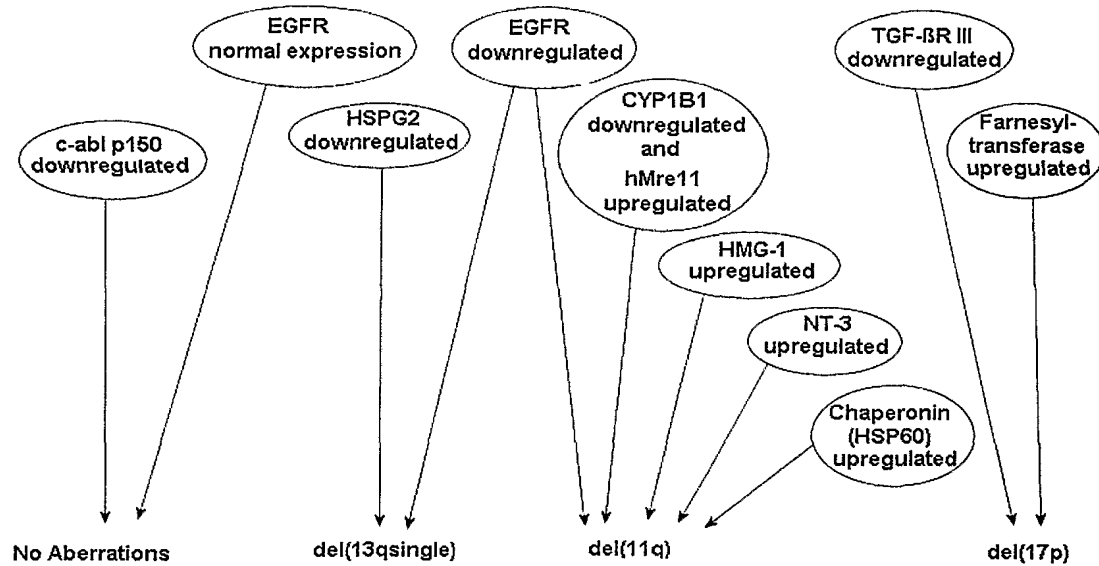 EGFR
normal expression
EGFR
downregulated
TGF-ßR III
downregulated
c-abl p150
downregulated
HSPG2
downregulated
CYP1B1
downregulated
and
hMre11
upregulated
Farnesyl-
transferase
upregulated
HMG-1
upregulated
NT-3
upregulated
Chaperonin
(HSP60)
upregulated
No Aberrations
del(13qsingle)
del(11q)
del(17p)